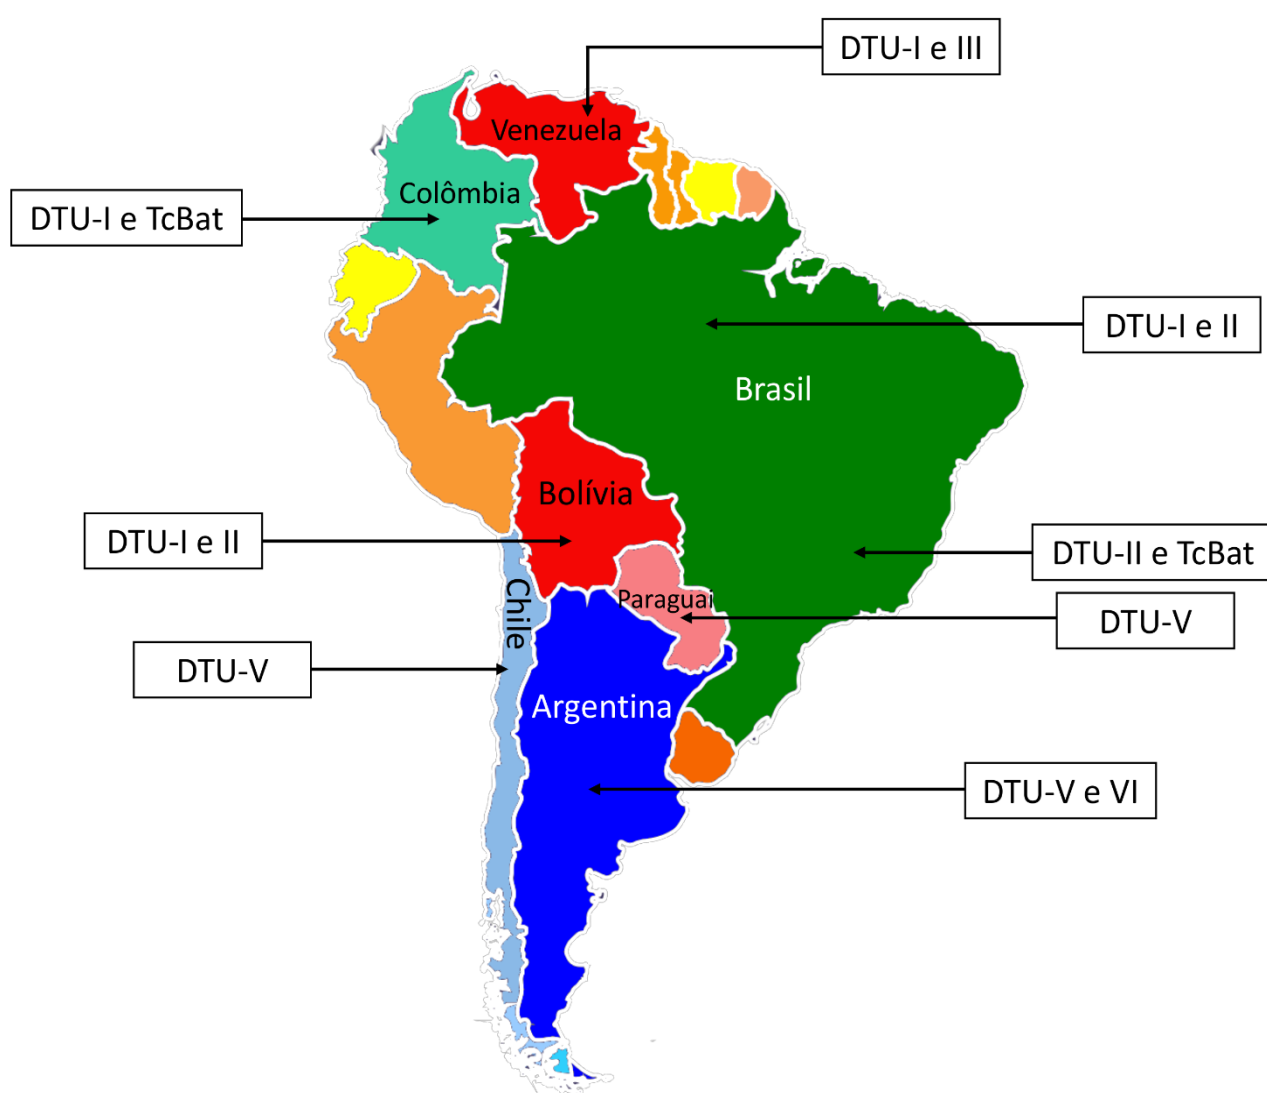 DTU-I e III
Venezuela
Colômbia
DTU-I e TcBat
DTU-I e II
Brasil
Bolívia
DTU-I e II
DTU-II e TcBat
Chile
Paraguai
DTU-V
DTU-V
Argentina
DTU-V e VI